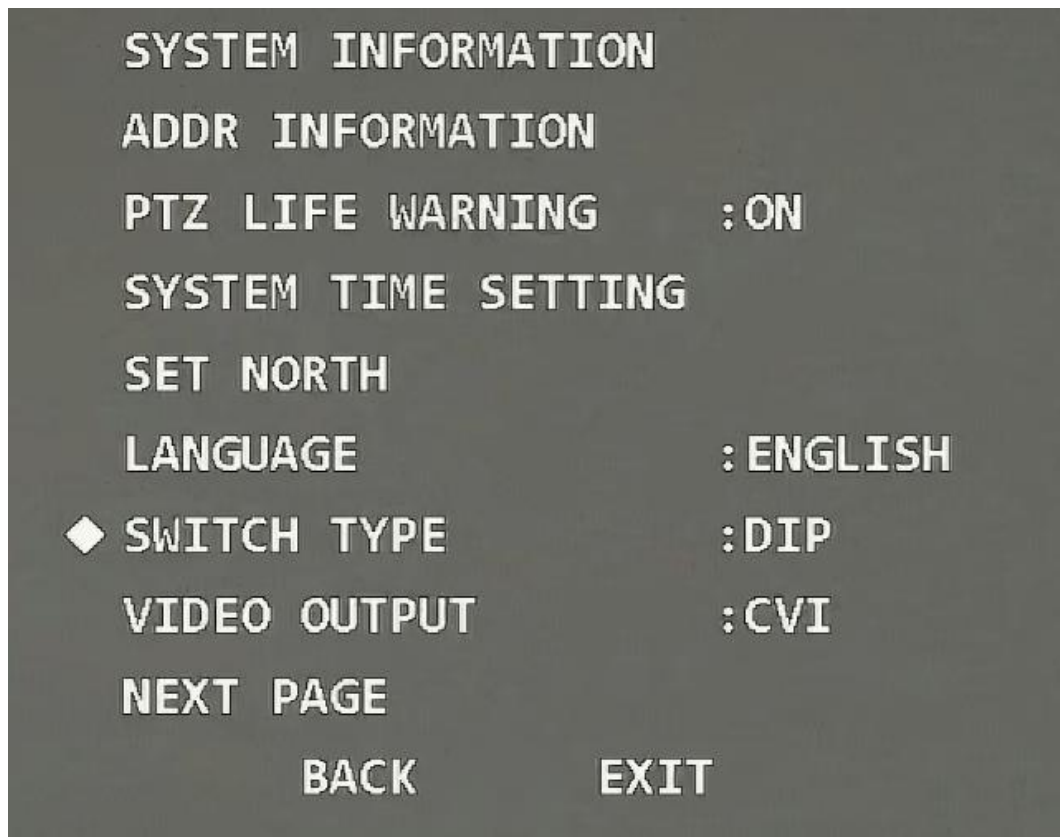 SYSTEM INFORMATION
ADDR INFORMATION
PTZ LIFE WARNING :ON
SYSTEM TIME SETTING
SET NORTH
LANGUAGE :ENGLISH
SWITCH TYPE :DIP
VIDEO OUTPUT :CVI
NEXT PAGE
BACK EXIT